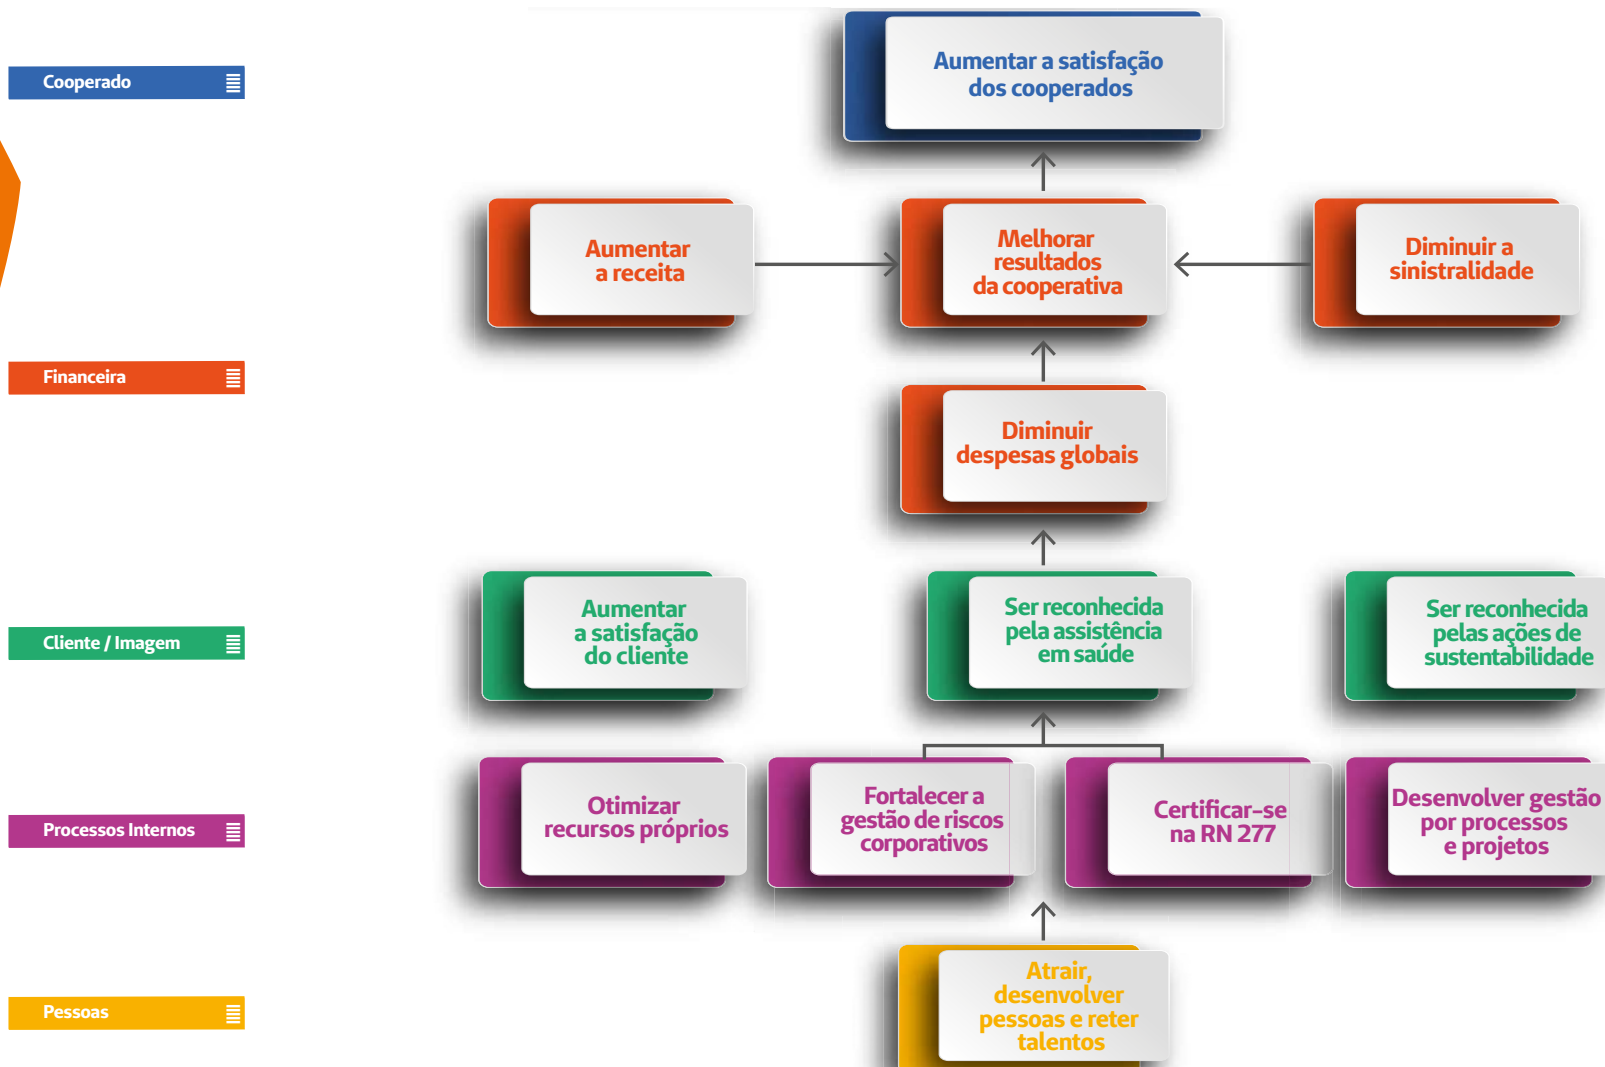 Cooperado
Aumentar a satisfação
dos cooperados
Aumentar
a receita
Melhorar
resultados
da cooperativa
Diminuir a
sinistralidade
Financeira
Diminuir
despesas globais
Cliente / Imagem
Aumentar
a satisfação
do cliente
Ser reconhecida
pela assistência
em saúde
Ser reconhecida
pelas ações de
sustentabilidade
Processos Internos
Otimizar
recursos próprios
Fortalecer a
gestão de riscos
corporativos
Certificar-se
na RN 277
Desenvolver gestão
por processos
e projetos
Pessoas
Atrair,
desenvolver
pessoas e reter
talentos